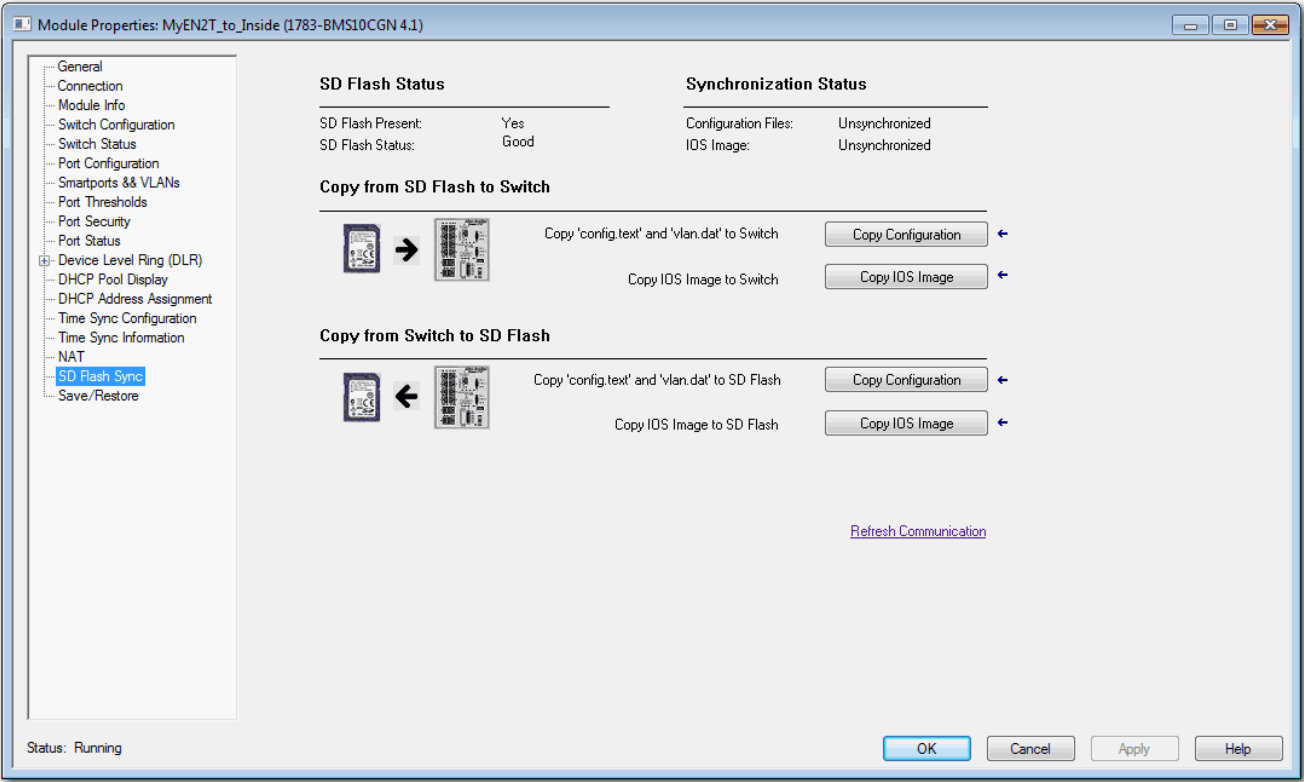 Module Properties: MyEN2T_to_Inside (1783-BMS10CGN 4.1)
General
Connection
Module Info
Switch Configuration
Switch Status
Port Configuration
Smartports && VLANs
Port Thresholds
Port Security
Port Status
Device Level Ring (DLR)
DHCP Pool Display
DHCP Address Assignment
Time Sync Configuration
Time Sync Information
NAT
SD Flash Sync
Save/Restore
SD Flash Status
SD Flash Present: Yes
SD Flash Status: Good
Synchronization Status
Configuration Files: Unsynchronized
IOS Image: Unsynchronized
Copy from SD Flash to Switch
Copy 'config.text' and 'vlan.dat' to Switch Copy Configuration
Copy IOS Image to Switch Copy IOS Image
Copy from Switch to SD Flash
Copy 'config.text' and 'vlan.dat' to SD Flash Copy Configuration
Copy IOS Image to SD Flash Copy IOS Image
Refresh Communication
Status: Running
OK Cancel Apply Help